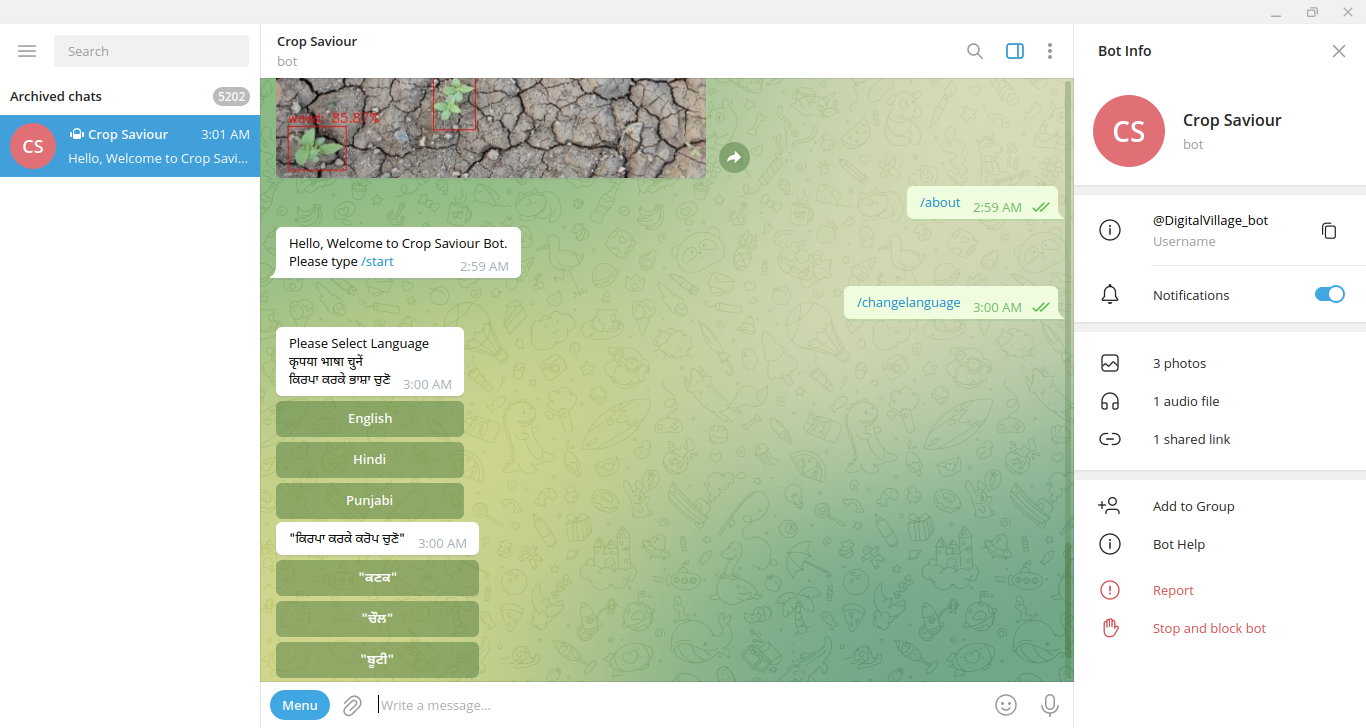 Search
Archived chats
5202
CS
Crop Saviour
3:01 AM
Hello, Welcome to Crop Savi...
Crop Saviour
bot
weed: 85.87%
/about
2:59 AM
Hello, Welcome to Crop Saviour Bot.
Please type /start
2:59 AM
/changelanguage
3:00 AM
Please Select Language
कृपया भाषा चुनें
ਕਿਰਪਾ ਕਰਕੇ ਭਾਸ਼ਾ ਚੁਣੋ
3:00 AM
English
Hindi
Punjabi
"ਕਿਰਪਾ ਕਰਕੇ ਕਰੋਪ ਚੁਣੋ"
3:00 AM
"ਕਣਕ"
"ਚੌਲ"
"ਬੂਟੀ"
Menu
Write a message...
Bot Info
CS
Crop Saviour
bot
@DigitalVillage_bot
Username
Notifications
3 photos
1 audio file
1 shared link
Add to Group
Bot Help
Report
Stop and block bot